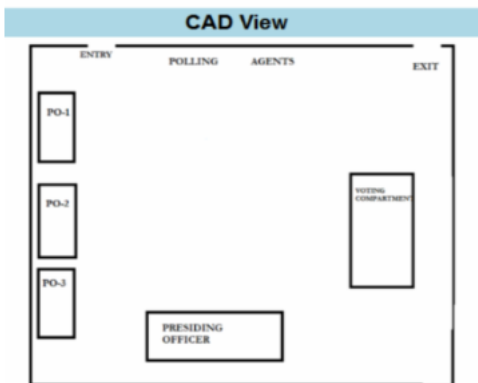 CAD View
ENTRY
POLLING AGENTS
EXIT
PO-1
PO-2
VOTING
COMPARTMENT
PO-3
PRESIDING
OFFICER